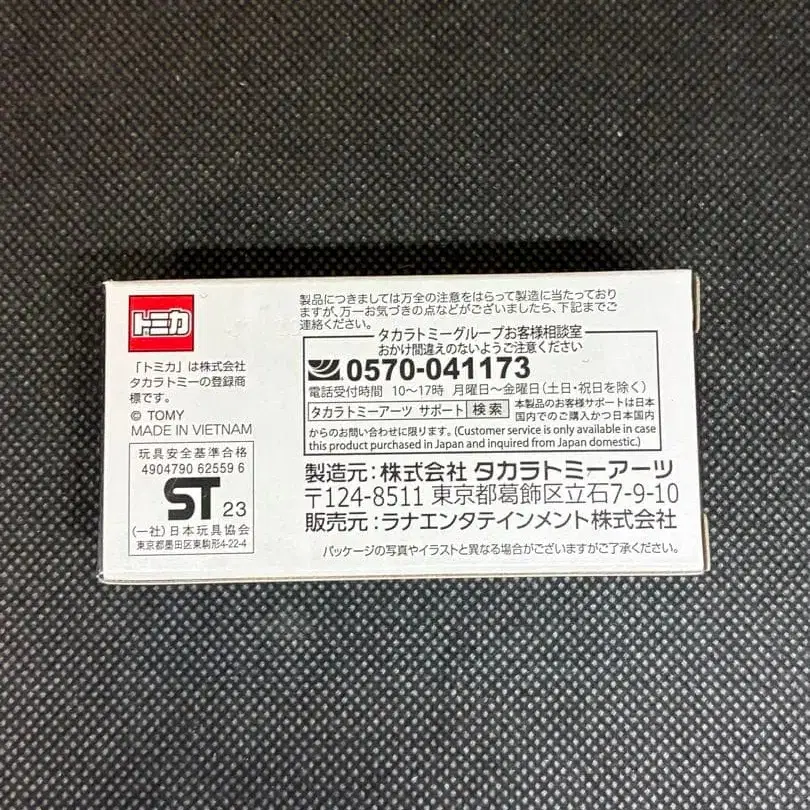 トミカ
「トミカ」は株式会社
タカラトミーの登録商
標です。
© TOMY
MADE IN VIETNAM
玩具安全基準合格
4904790 62559 6
ST 23
(一社)日本玩具協会
東京都墨田区東駒形4-22-4
製品につきましては万全の注意をはらって製造に当たっており
ますが、万一お気づきの点などがございましたら、下記までご
連絡ください。
タカラトミーグループお客様相談室
おかけ間違えのないようご注意ください
0570-041173
電話受付時間 10〜17時 月曜日〜金曜日(土日・祝日を除く)
タカラトミーアーツ サポート 検索 本製品のお客様サポートは日本
国内でのご購入かつ日本国内
からのお問い合わせに限ります。(Customer service is only available in case
this product purchased in Japan and inquired from Japan domestic.)
製造元:株式会社 タカラトミーアーツ
〒124-8511 東京都葛飾区立石7-9-10
販売元:ラナエンタテインメント株式会社
パッケージの写真やイラストと異なる場合がございますがご了承ください。